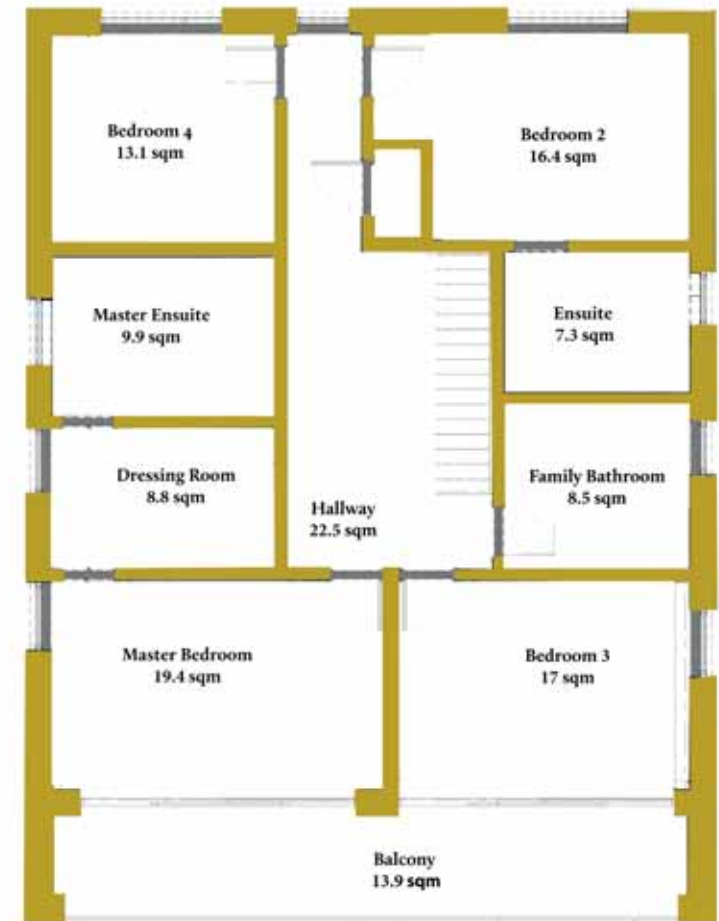 Bedroom 4
13.1 sqm
Bedroom 2
16.4 sqm
Master Ensuite
9.9 sqm
Ensuite
7.3 sqm
Dressing Room
8.8 sqm
Family Bathroom
8.5 sqm
Hallway
22.5 sqm
Master Bedroom
19.4 sqm
Bedroom 3
17 sqm
Balcony
13.9 sqm